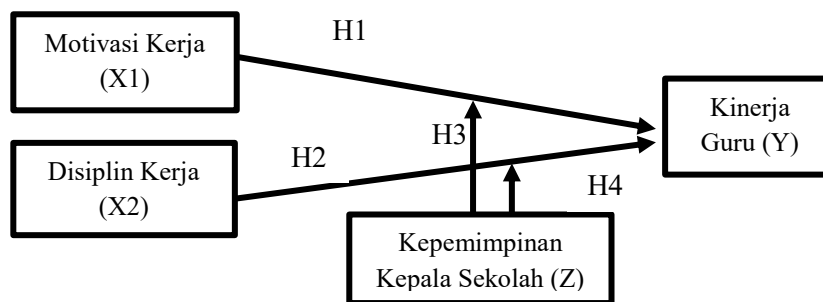 Motivasi Kerja
(X1)
H1
Kinerja
Guru (Y)
H3
H2
Disiplin Kerja
(X2)
H4
Kepemimpinan
Kepala Sekolah (Z)